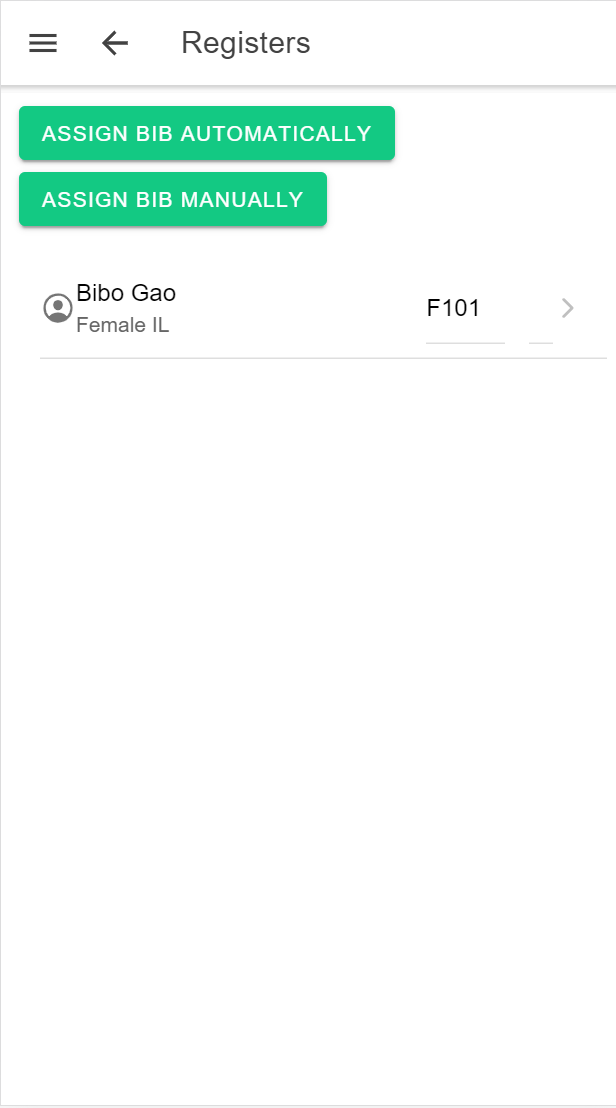 Registers
ASSIGN BIB AUTOMATICALLY
ASSIGN BIB MANUALLY
Bibo Gao
Female IL
F101